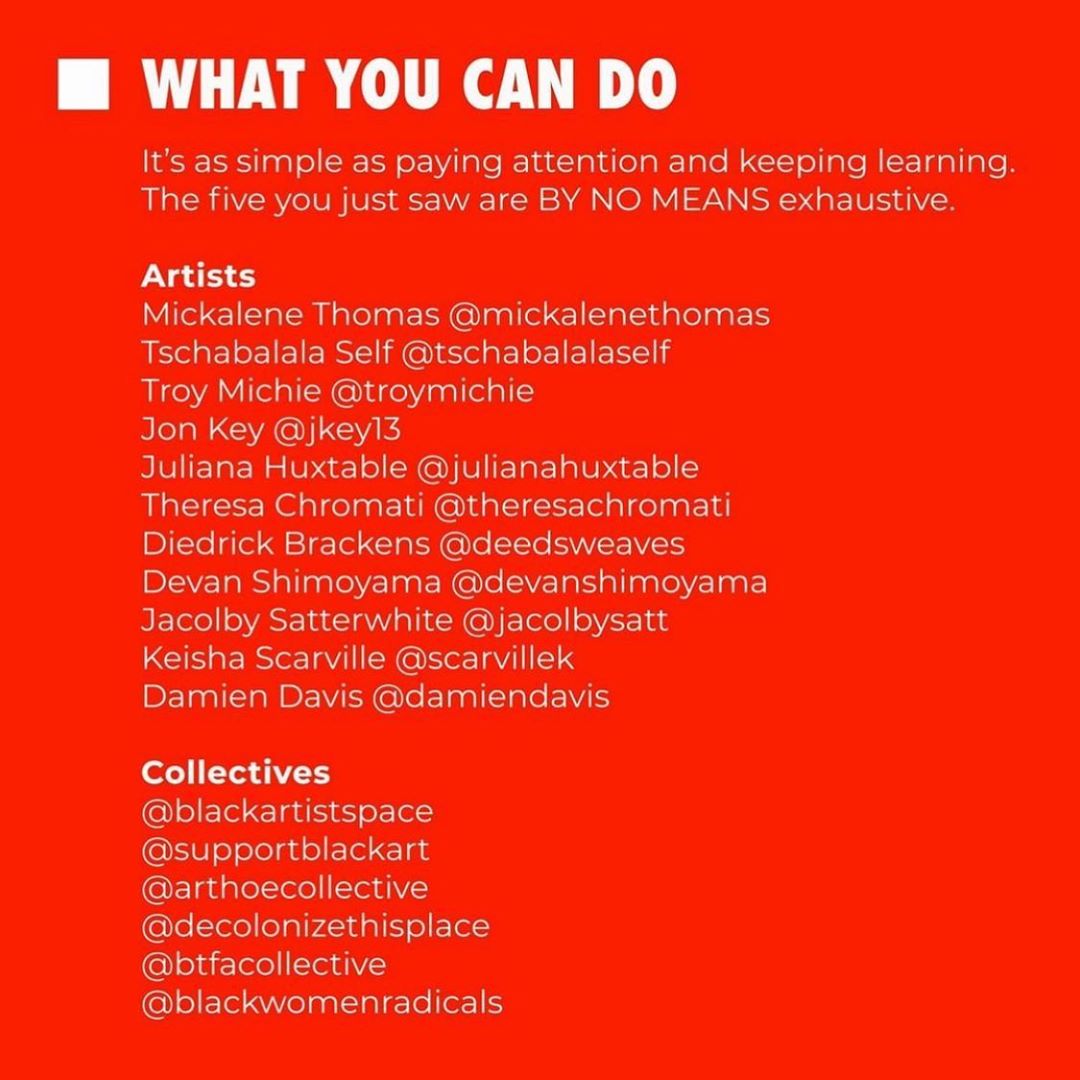 WHAT YOU CAN DO
It's as simple as paying attention and keeping learning.
The five you just saw are BY NO MEANS exhaustive.
Artists
Mickalene Thomas @mickalenethomas
Tschabalala Self @tschabalalaself
Troy Michie @troymichie
Jon Key @jkey13
Juliana Huxtable @julianahuxtable
Theresa Chromati @theresachromati
Diedrick Brackens @deedsweaves
Devan Shimoyama @devanshimoyama
Jacolby Satterwhite @jacolbysatt
Keisha Scarville @scarvillek
Damien Davis @damiendavis
Collectives
@blackartistspace
@supportblackart
@arthoecollective
@decolonizethisplace
@btfacollective
@blackwomenradicals